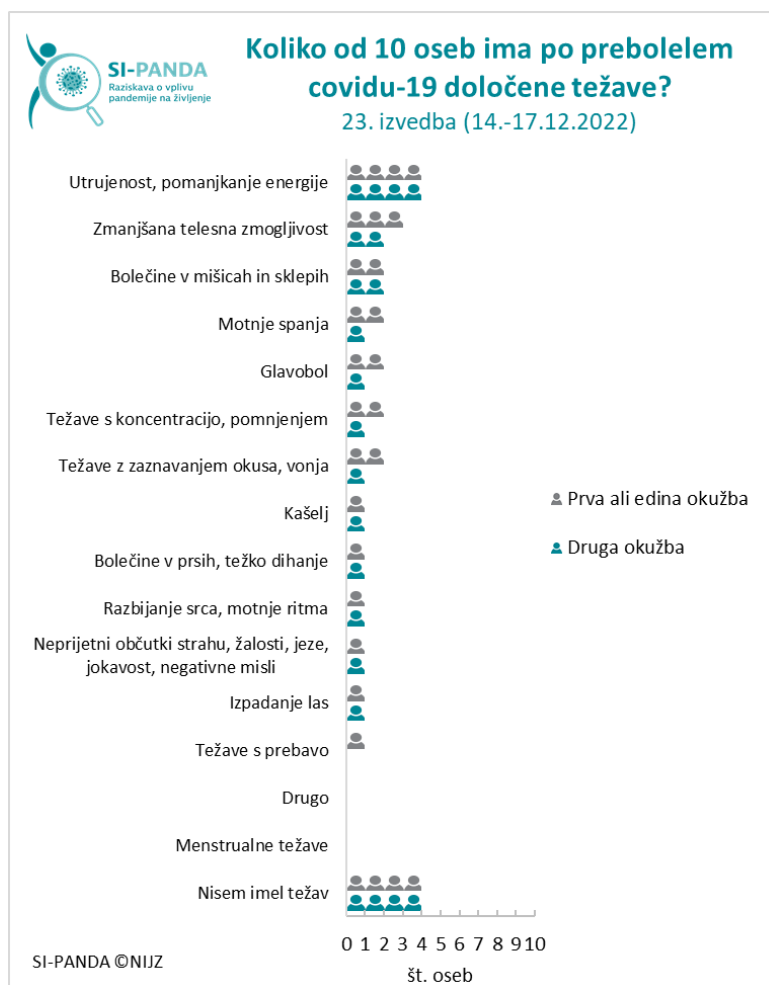 SI-PANDA
Raziskava o vplivu
pandemije na življenje
Koliko od 10 oseb ima po prebolelem
covidu-19 določene težave?
23. izvedba (14.-17.12.2022)
Utrujenost, pomanjkanje energije
Zmanjšana telesna zmogljivost
Bolečine v mišicah in sklepih
Motnje spanja
Glavobol
Težave s koncentracijo, pomnjenjem
Težave z zaznavanjem okusa, vonja
Kašelj
Bolečine v prsih, težko dihanje
Razbijanje srca, motnje ritma
Neprijetni občutki strahu, žalosti, jeze,
jokavost, negativne misli
Izpadanje las
Težave s prebavo
Drugo
Menstrualne težave
Nisem imel težav
Prva ali edina okužba
Druga okužba
0 1 2 3 4 5 6 7 8 9 10
št. oseb
SI-PANDA ©NIJZ